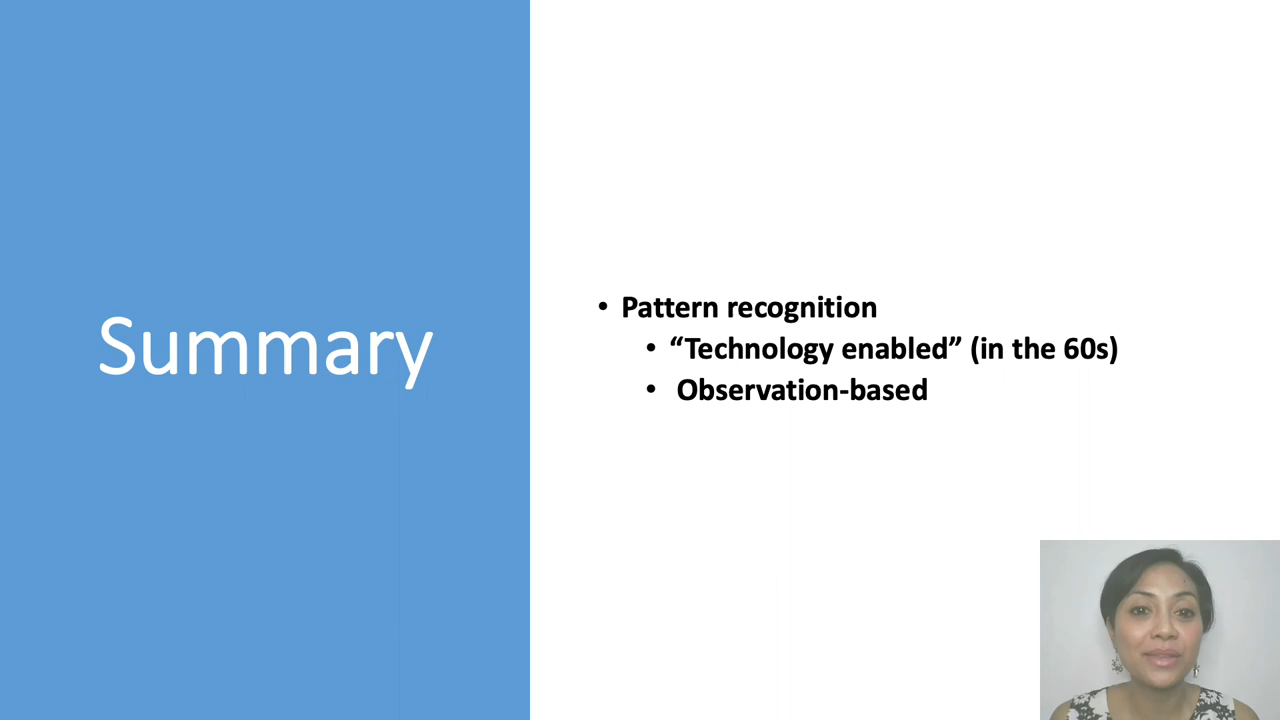 Summary
• Pattern recognition
• “Technology enabled” (in the 60s)
• Observation-based